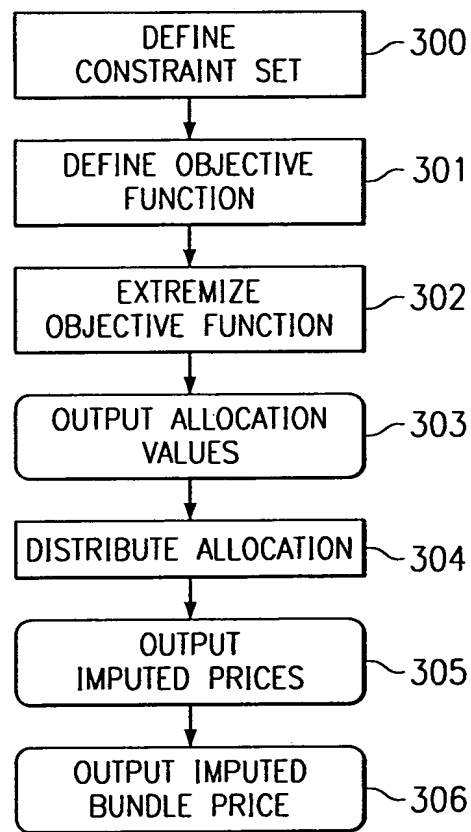 DEFINE
CONSTRAINT SET
300
DEFINE OBJECTIVE
FUNCTION
301
EXTREMIZE
OBJECTIVE FUNCTION
302
OUTPUT ALLOCATION
VALUES
303
DISTRIBUTE ALLOCATION
304
OUTPUT
IMPUTED PRICES
305
OUTPUT IMPUTED
BUNDLE PRICE
306